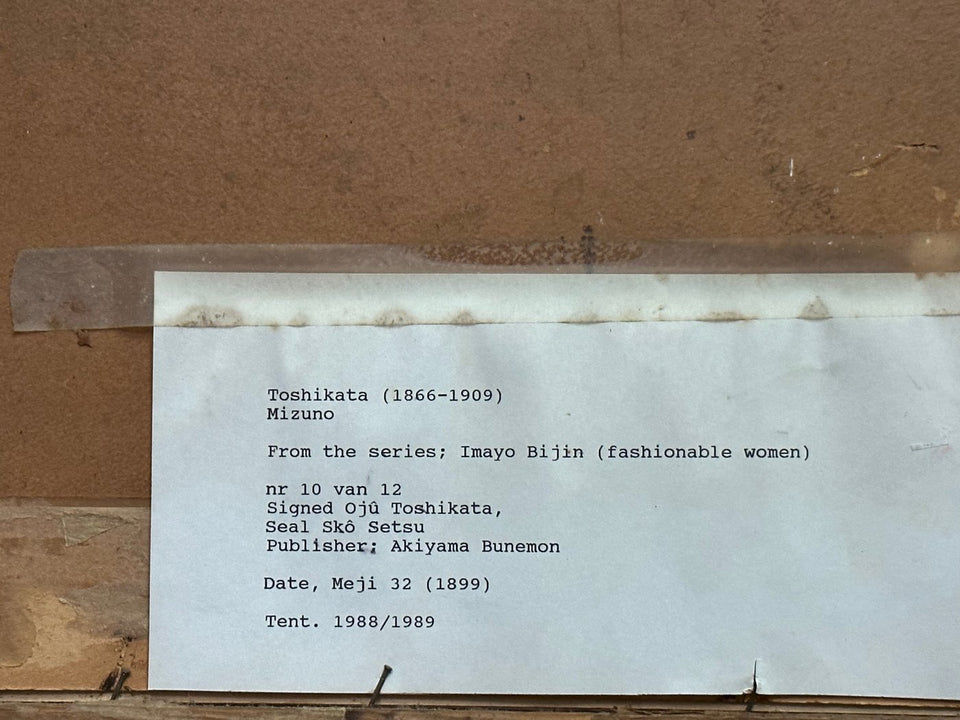 Toshikata (1866-1909)
Mizuno
From the series; Imayo Bijin (fashionable women)
nr 10 van 12
Signed Ojû Toshikata,
Seal Skô Setsu
Publisher; Akiyama Bunemon
Date, Meji 32 (1899)
Tent. 1988/1989